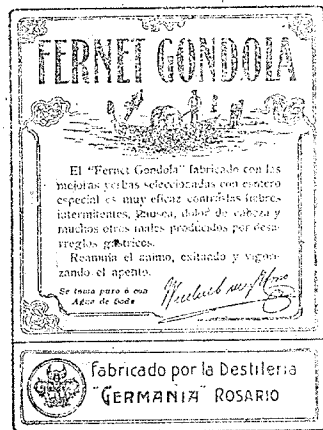 FERNET GONDOLA
El "Fernet Gondola" fabricado con las
mejores yerbas seleccionadas con esmero
especial es muy eficaz contra las fiebres
intermitentes, nausea, dolor de cabeza y
muchos otros males producidos por desa-
rreglos gástricos.
Reanuda el animo, exitando y vigori-
zando el apetito.
Se toma puro ó con
Agua de Soda
Fabricado por la Destileria
"GERMANIA" ROSARIO